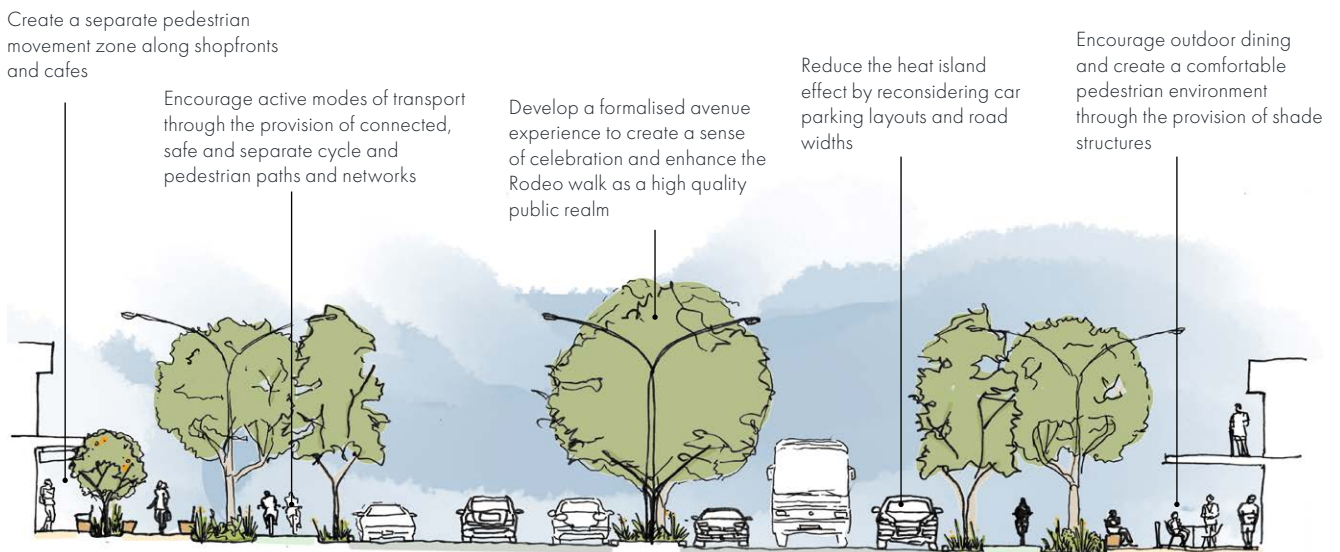 Create a separate pedestrian
movement zone along shopfronts
and cafes
Encourage active modes of transport
through the provision of connected,
safe and separate cycle and
pedestrian paths and networks
Develop a formalised avenue
experience to create a sense
of celebration and enhance the
Rodeo walk as a high quality
public realm
Reduce the heat island
effect by reconsidering car
parking layouts and road
widths
Encourage outdoor dining
and create a comfortable
pedestrian environment
through the provision of shade
structures